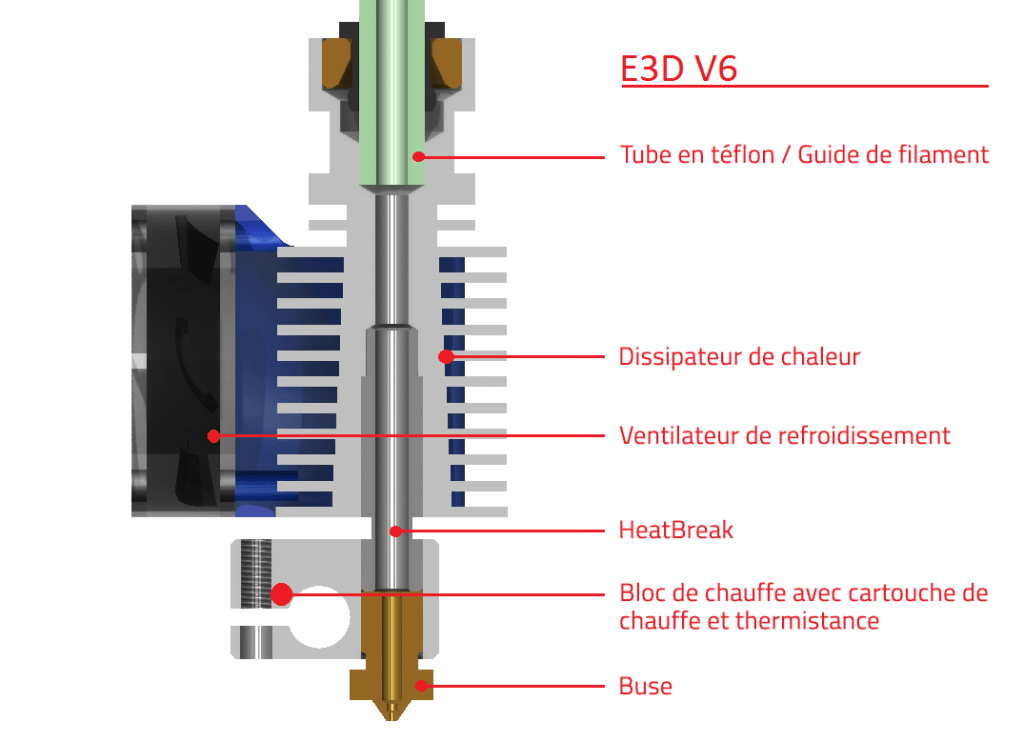 E3D V6
Tube en téflon / Guide de filament
Dissipateur de chaleur
Ventilateur de refroidissement
HeatBreak
Bloc de chauffe avec cartouche de
chauffe et thermistance
Buse